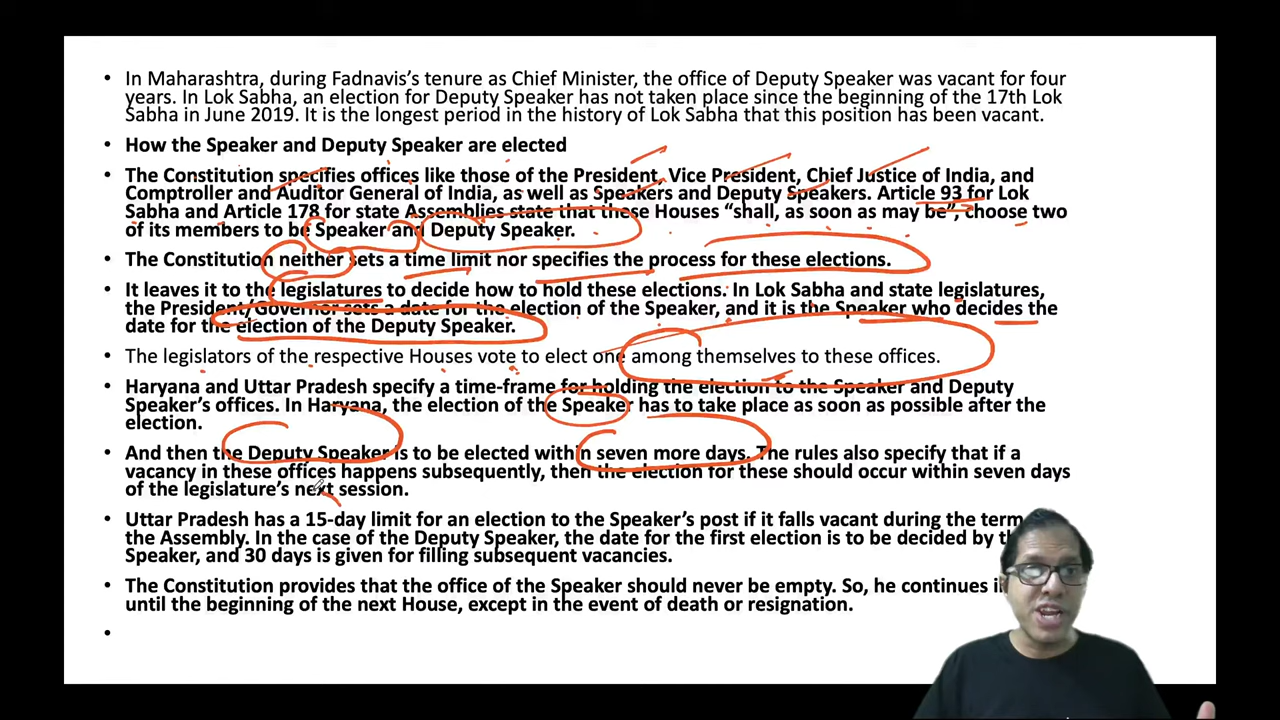 • In Maharashtra, during Fadnavis's tenure as Chief Minister, the office of Deputy Speaker was vacant for four
years. In Lok Sabha, an election for Deputy Speaker has not taken place since the beginning of the 17th Lok
Sabha in June 2019. It is the longest period in the history of Lok Sabha that this position has been vacant.
• How the Speaker and Deputy Speaker are elected
• The Constitution specifies offices like those of the President, Vice President, Chief Justice of India, and
Comptroller and Auditor General of India, as well as Speakers and Deputy Speakers. Article 93 for Lok
Sabha and Article 178 for state Assemblies state that these Houses “shall, as soon as may be”, choose two
of its members to be Speaker and Deputy Speaker.
• The Constitution neither sets a time limit nor specifies the process for these elections.
• It leaves it to the legislatures to decide how to hold these elections. In Lok Sabha and state legislatures,
the President/Governor sets a date for the election of the Speaker, and it is the Speaker who decides the
date for the election of the Deputy Speaker.
• The legislators of the respective Houses vote to elect one among themselves to these offices.
• Haryana and Uttar Pradesh specify a time-frame for holding the election to the Speaker and Deputy
Speaker's offices. In Haryana, the election of the Speaker has to take place as soon as possible after the
election.
• And then the Deputy Speaker is to be elected within seven more days. The rules also specify that if a
vacancy in these offices happens subsequently, then the election for these should occur within seven days
of the legislature's next session.
• Uttar Pradesh has a 15-day limit for an election to the Speaker's post if it falls vacant during the term
the Assembly. In the case of the Deputy Speaker, the date for the first election is to be decided by
Speaker, and 30 days is given for filling subsequent vacancies.
• The Constitution provides that the office of the Speaker should never be empty. So, he continues
until the beginning of the next House, except in the event of death or resignation.
•